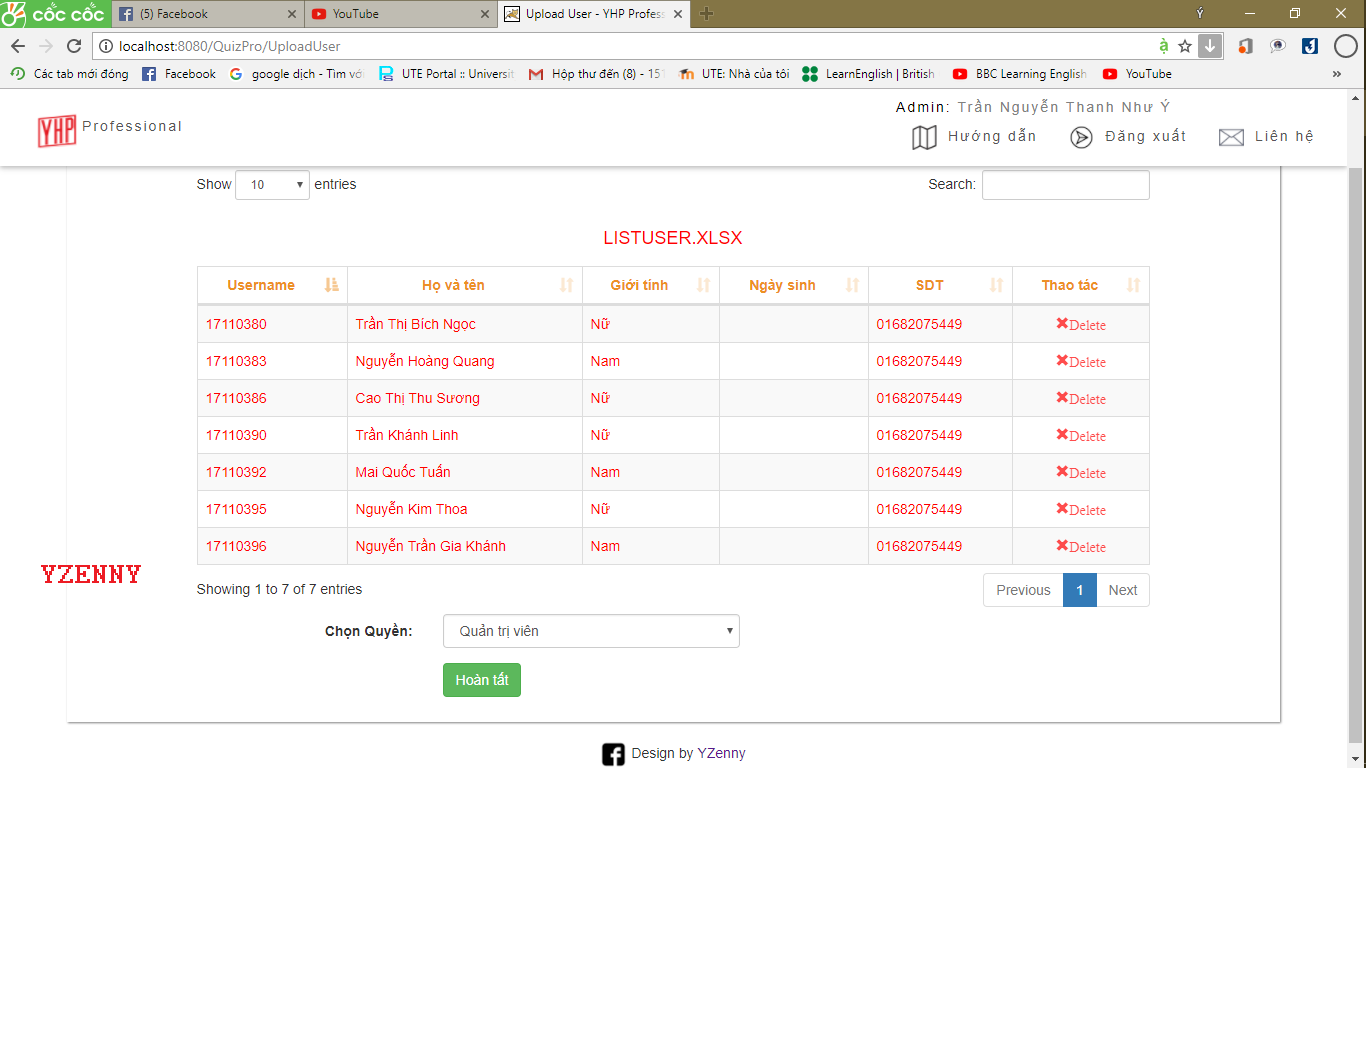 cốc cốc (5) Facebook YouTube Upload User - YHP Profess Ý
localhost:8080/QuizPro/UploadUser
Các tab mới đóng Facebook google dịch - Tìm với UTE Portal :: Universit Hộp thư đến (8) - 151 UTE: Nhà của tôi LearnEnglish | British BBC Learning English YouTube »
Admin: Trần Nguyễn Thanh Như Ý
YHP Professional Hướng dẫn Đăng xuất Liên hệ
Show 10 entries Search:
LISTUSER.XLSX
Username Họ và tên Giới tính Ngày sinh SDT Thao tác
17110380 Trần Thị Bích Ngọc Nữ 01682075449 Delete
17110383 Nguyễn Hoàng Quang Nam 01682075449 Delete
17110386 Cao Thị Thu Sương Nữ 01682075449 Delete
17110390 Trần Khánh Linh Nữ 01682075449 Delete
17110392 Mai Quốc Tuấn Nam 01682075449 Delete
17110395 Nguyễn Kim Thoa Nữ 01682075449 Delete
17110396 Nguyễn Trần Gia Khánh Nam 01682075449 Delete
YZENNY
Showing 1 to 7 of 7 entries Previous 1 Next
Chọn Quyền: Quản trị viên
Hoàn tất
Design by YZenny